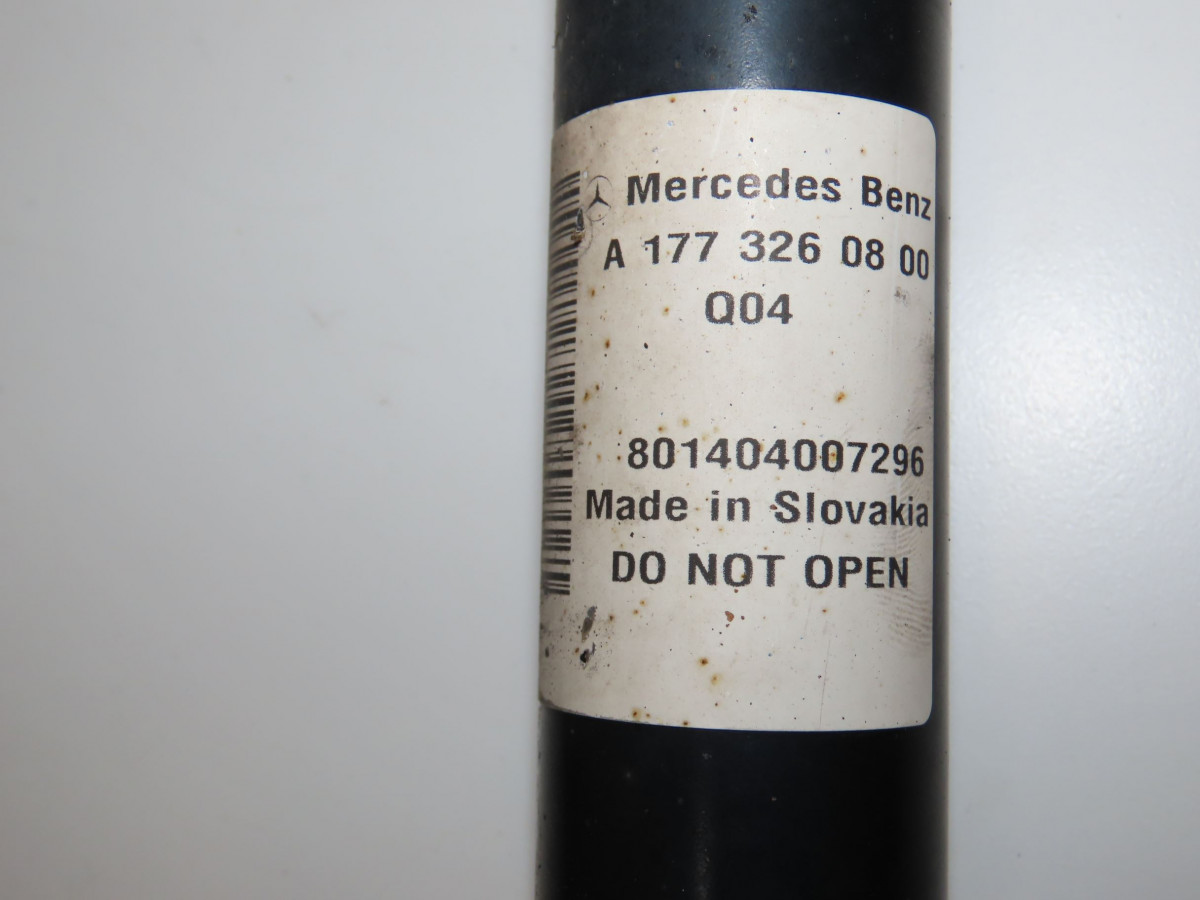 Mercedes Benz
A 177 326 08 00
Q04
801404007296
Made in Slovakia
DO NOT OPEN